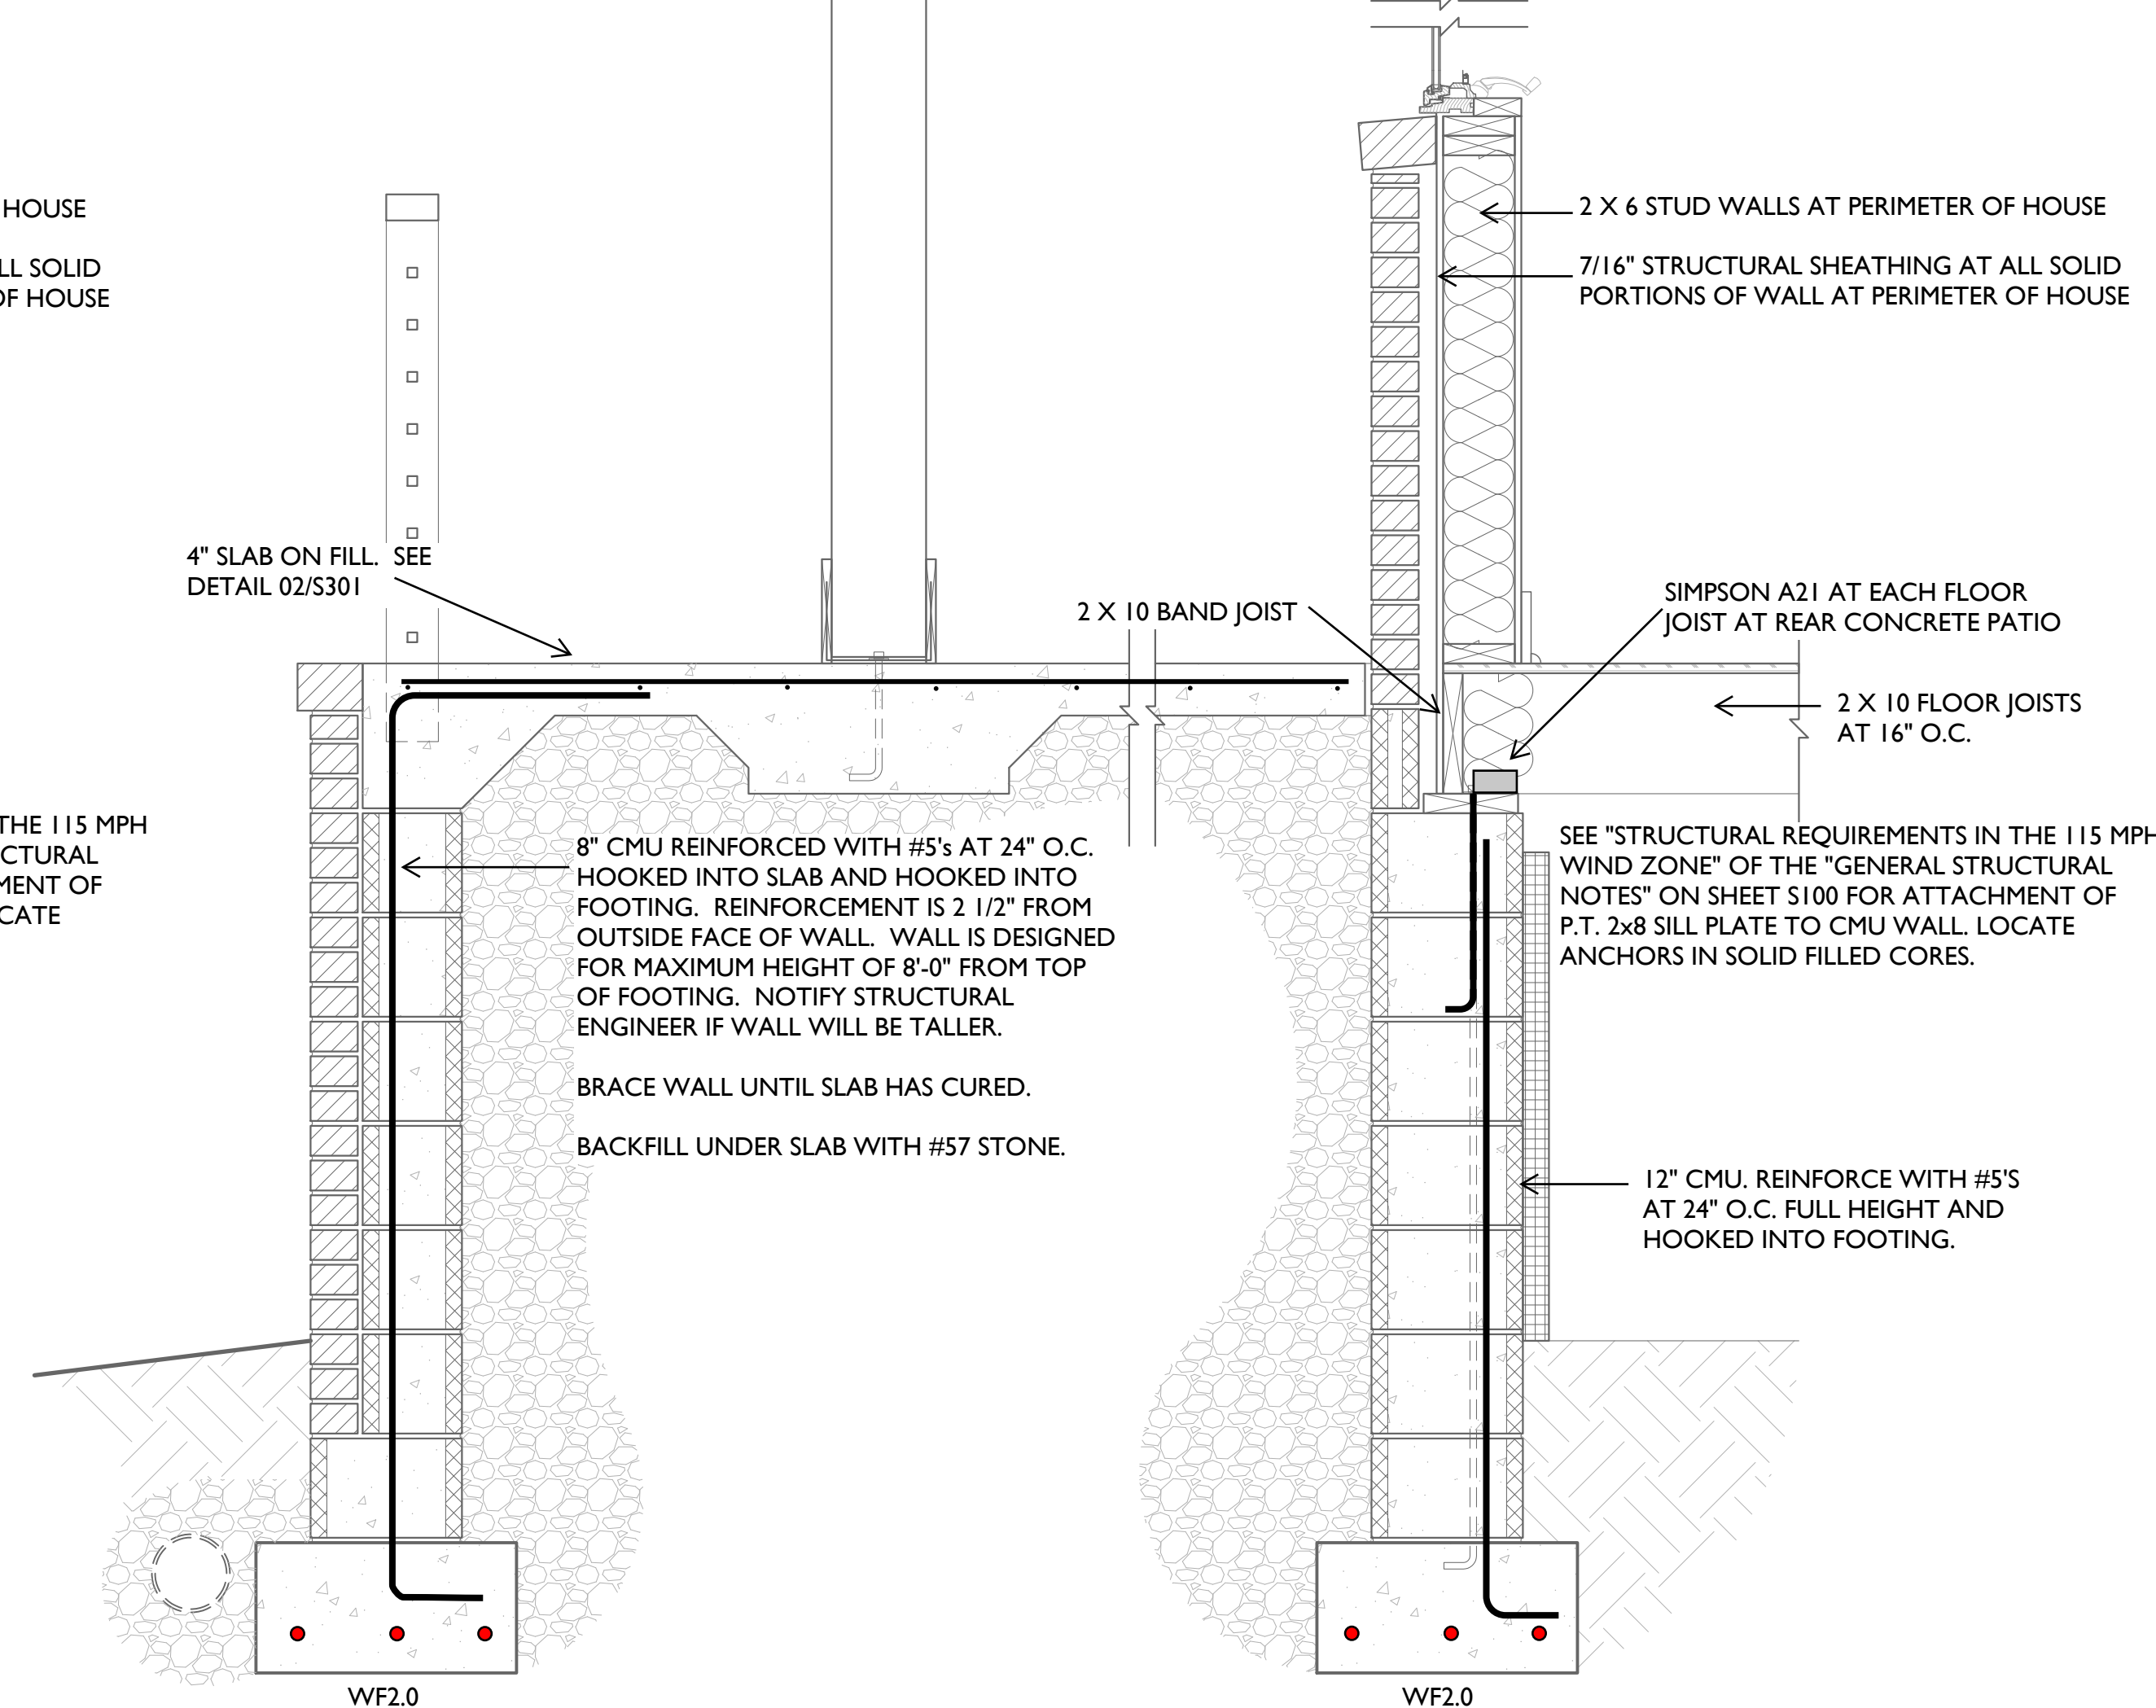 HOUSE
LL SOLID
OF HOUSE
2 X 6 STUD WALLS AT PERIMETER OF HOUSE
7/16" STRUCTURAL SHEATHING AT ALL SOLID
PORTIONS OF WALL AT PERIMETER OF HOUSE
4" SLAB ON FILL. SEE
DETAIL 02/S301
2 X 10 BAND JOIST
SIMPSON A21 AT EACH FLOOR
JOIST AT REAR CONCRETE PATIO
2 X 10 FLOOR JOISTS
AT 16" O.C.
THE 115 MPH
CTURAL
MENT OF
CATE
8" CMU REINFORCED WITH #5's AT 24" O.C.
HOOKED INTO SLAB AND HOOKED INTO
FOOTING. REINFORCEMENT IS 2 1/2" FROM
OUTSIDE FACE OF WALL. WALL IS DESIGNED
FOR MAXIMUM HEIGHT OF 8'-0" FROM TOP
OF FOOTING. NOTIFY STRUCTURAL
ENGINEER IF WALL WILL BE TALLER.
BRACE WALL UNTIL SLAB HAS CURED.
BACKFILL UNDER SLAB WITH #57 STONE.
SEE "STRUCTURAL REQUIREMENTS IN THE 115 MPH
WIND ZONE" OF THE "GENERAL STRUCTURAL
NOTES" ON SHEET S100 FOR ATTACHMENT OF
P.T. 2x8 SILL PLATE TO CMU WALL. LOCATE
ANCHORS IN SOLID FILLED CORES.
12" CMU. REINFORCE WITH #5'S
AT 24" O.C. FULL HEIGHT AND
HOOKED INTO FOOTING.
WF2.0
WF2.0